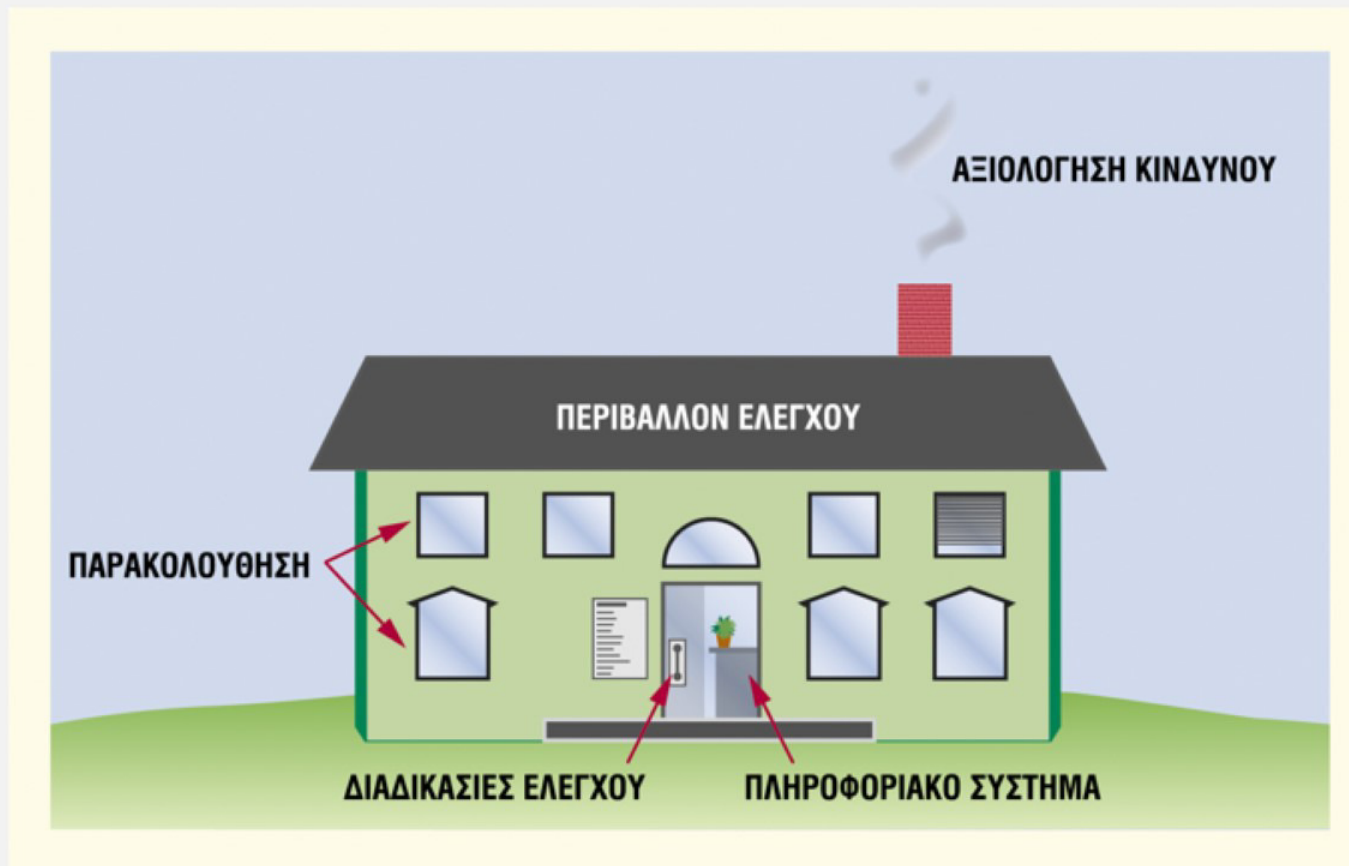 ΑΞΙΟΛΟΓΗΣΗ ΚΙΝΔΥΝΟΥ
ΠΕΡΙΒΑΛΛΟΝ ΕΛΕΓΧΟΥ
ΠΑΡΑΚΟΛΟΥΘΗΣΗ
ΔΙΑΔΙΚΑΣΙΕΣ ΕΛΕΓΧΟΥ
ΠΛΗΡΟΦΟΡΙΑΚΟ ΣΥΣΤΗΜΑ